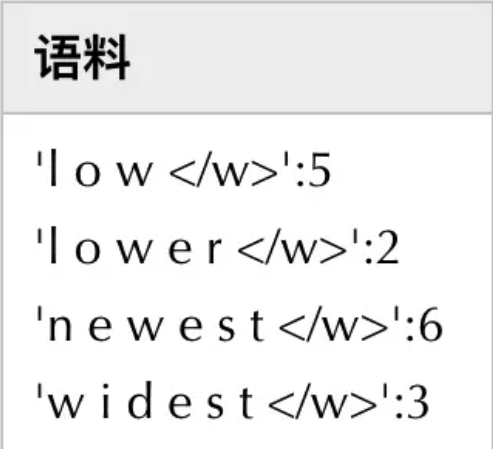 语料
'l o w </w>':5
'l o w e r </w>':2
'n e w e s t </w>':6
'w i d e s t </w>':3